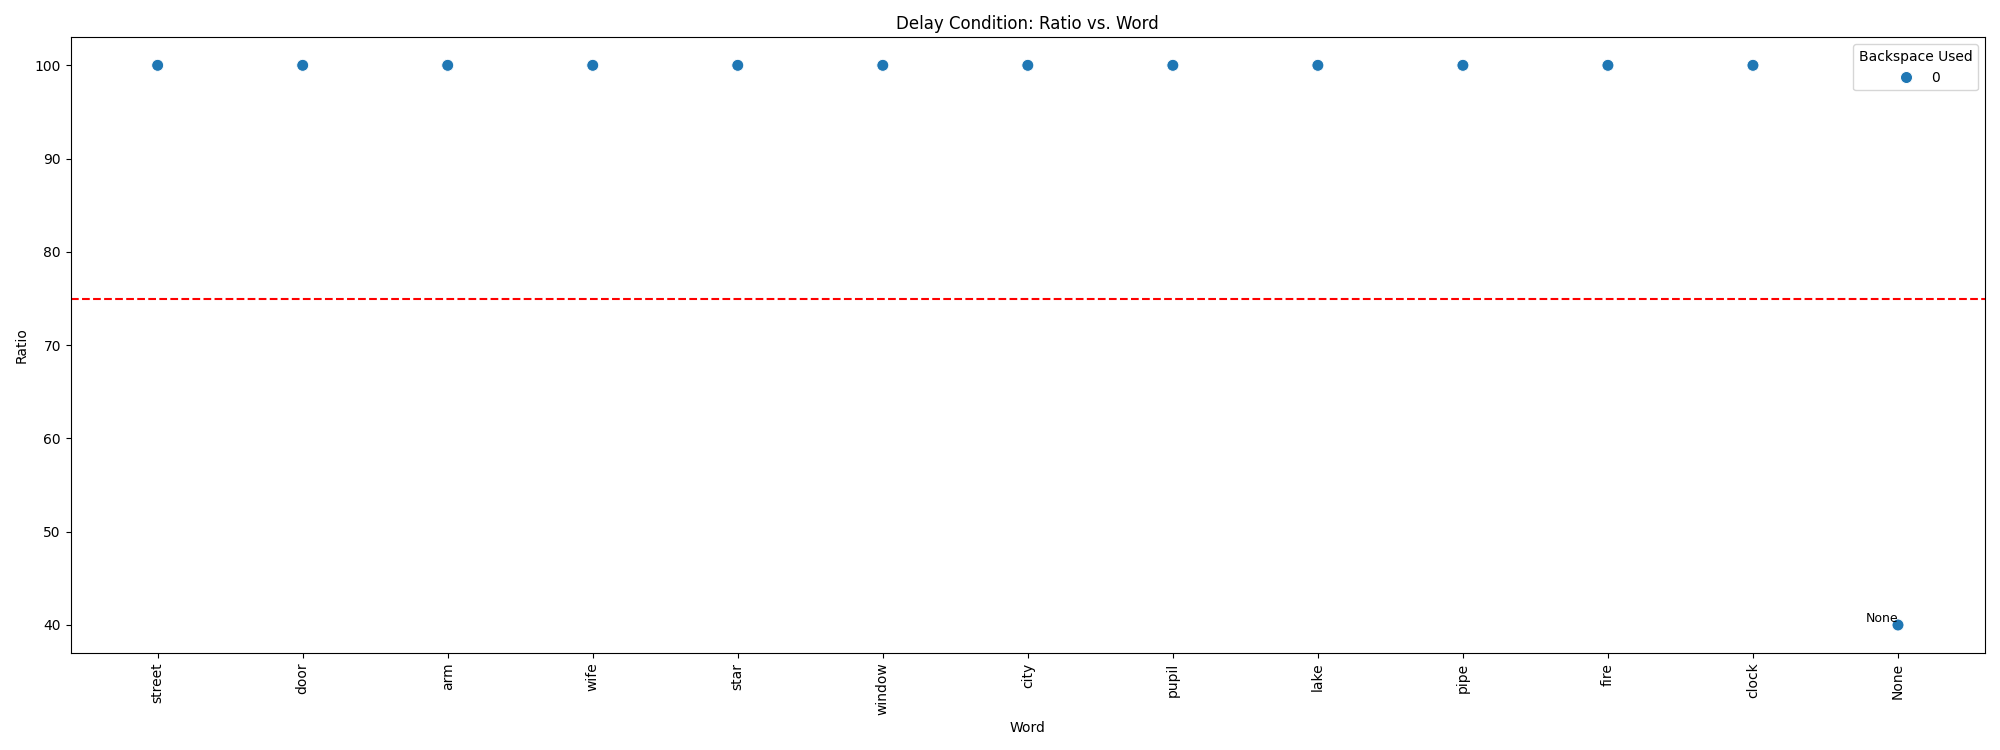 Delay Condition: Ratio vs. Word
Backspace Used
0
100
90
80
70
60
50
40
Ratio
None
street
door
arm
wife
star
window
city
pupil
lake
pipe
fire
clock
None
Word